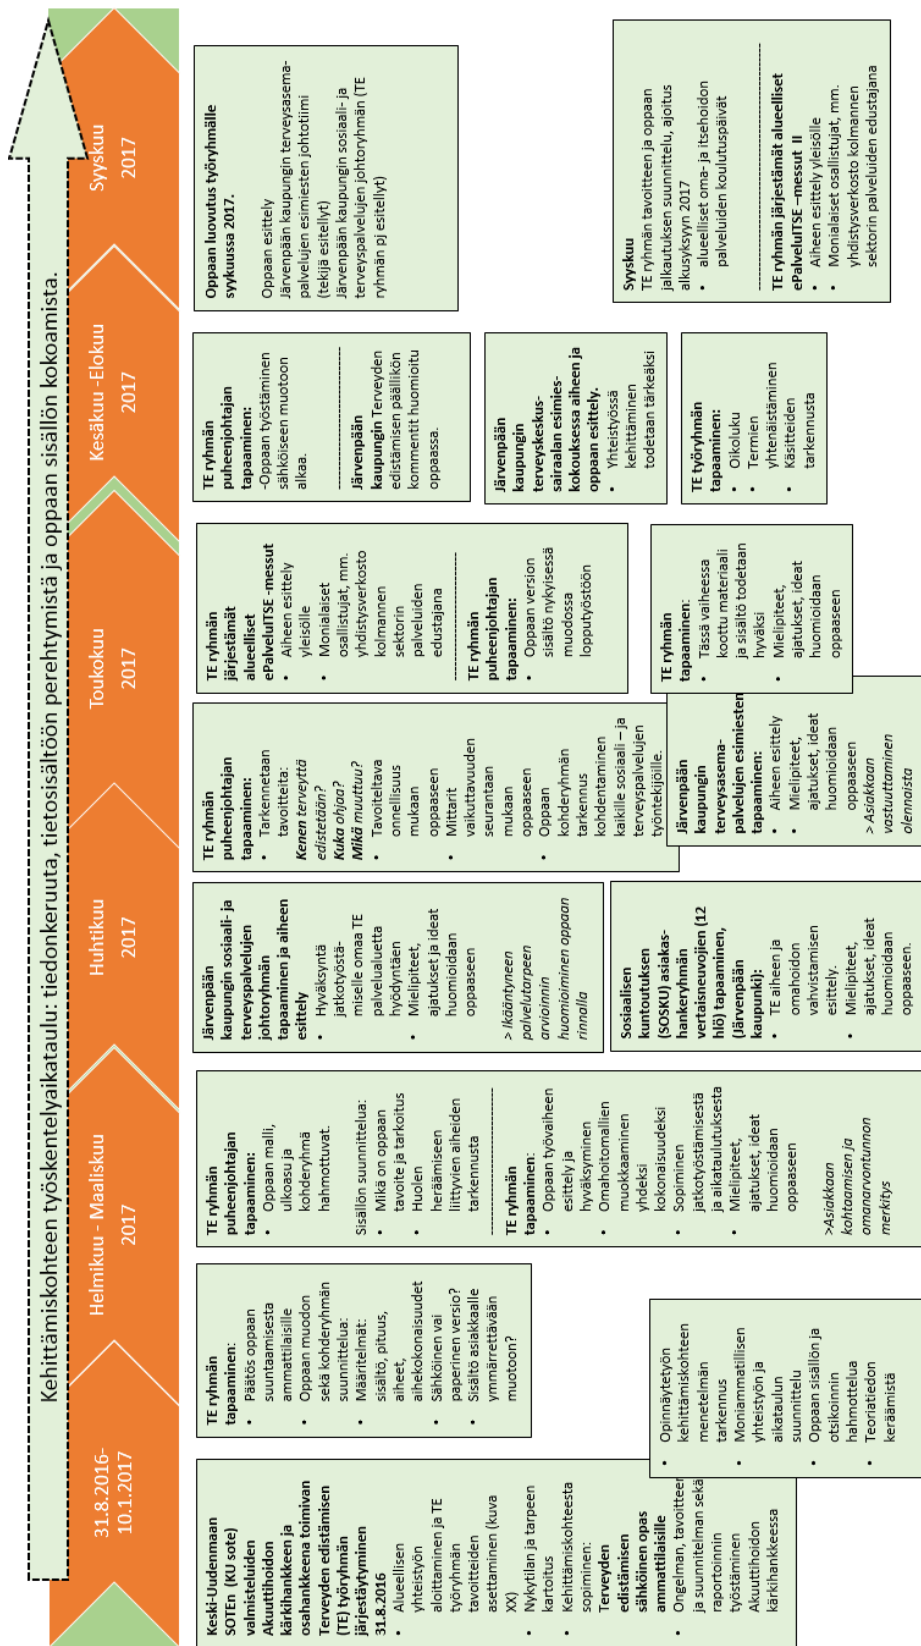 Kehittämiskohteen työskentelyaikataulu: tiedonkeruuta, tietosisältöön perehtymistä ja oppaan sisällön kokoamista.
31.8.2016-
10.1.2017
Helmikuu - Maaliskuu
2017
Huhtikuu
2017
Toukokuu
2017
Kesäkuu -Elokuu
2017
Syyskuu
2017
Keski-Uudenmaan
SOTEn (KU sote)
valmisteluiden
Akuuttihoidon
kärkihankkeen ja
osahankkeena toimivan
Terveyden edistämisen
(TE) työryhmän
järjestäytyminen
31.8.2016
• Alueellisen
yhteistyön
aloittaminen ja TE
työryhmän
tavoitteiden
asettaminen (kuva
XX)
• Nykytilan ja tarpeen
kartoitus
• Kehittämiskohteesta
sopiminen:
Terveyden
edistämisen
sähköinen opas
ammattilaisille
• Ongelman, tavoitteen
ja suunnitelman sekä
raportoinnin
työstäminen
Akuuttihoidon
kärkihankkeessa
• Opinnäytetyön
kehittämiskohteen
menetelmän
tarkennus
• Moniammatillisen
yhteistyön ja
aikataulun
suunnittelu
• Oppaan sisällön ja
otsikoinnin
hahmottelua
• Teoriatiedon
keräämistä
TE ryhmän
tapaaminen:
• Päätös oppaan
suuntaamisesta
ammattilaisille
• Oppaan muodon
sekä kohderyhmän
suunnittelua:
• Määritelmät:
sisältö, pituus,
aiheet,
aihekokonaisuudet
• Sähköinen vai
paperinen versio?
• Sisältö asiakkaalle
ymmärrettävään
muotoon?
TE ryhmän
puheenjohtajan
tapaaminen:
• Oppaan malli,
ulkoasu ja
kohderyhmä
hahmottuvat.
Sisällön suunnittelua:
• Mikä on oppaan
tavoite ja tarkoitus
• Huolen
heräämiseen
liittyvien aiheiden
tarkennusta
TE ryhmän
tapaaminen:
• Oppaan työvaiheen
esittely ja
hyväksyminen
• Omahoitomallien
muokkaaminen
yhdeksi
kokonaisuudeksi
• Sopiminen
jatkotyöstämisestä
ja aikataulutuksesta
• Mielipiteet,
ajatukset, ideat
huomioidaan
oppaaseen
>Asiakkaan
kohtaamisen ja
omanarvontunnon
merkitys
Järvenpään
kaupungin sosiaali- ja
terveyspalvelujen
johtoryhmän
tapaaminen ja aiheen
esittely
• Hyväksyntä
jatkotyöstä-
miselle omaa TE
palvelualuetta
hyödyntäen
• Mielipiteet,
ajatukset ja ideat
huomioidaan
oppaaseen
> Ikääntyneen
palvelutarpeen
arvioinnin
huomioiminen oppaan
rinnalla
Sosiaalisen
kuntoutuksen
(SOSKU) asiakas-
hankeryhmän
vertaisneuvojien (12
hlö) tapaaminen,
(Järvenpään
kaupunki):
• TE aiheen ja
omahoidon
vahvistamisen
esittely.
• Mielipiteet,
ajatukset, ideat
huomioidaan
oppaaseen.
TE ryhmän
puheenjohtajan
tapaaminen:
• Tarkennetaan
tavoitteita:
Kenen terveyttä
edistetään?
Kuka ohjaa?
Mikä muuttuu?
• Tavoiteltava
onnellisuus
mukaan
oppaaseen
• Mittarit
vaikuttavuuden
seurantaan
mukaan
oppaaseen
• Oppaan
kohderyhmän
tarkennus
kohdentaminen
kaikille sosiaali – ja
terveyspalvelujen
työntekijöille.
Järvenpään
kaupungin
terveysasema-
palvelujen esimiesten
tapaaminen:
• Aiheen esittely
• Mielipiteet,
ajatukset, ideat
huomioidaan
oppaaseen
> Asiakkaan
vastuuttaminen
olennaista
TE ryhmän
järjestämät
alueelliset
ePalveluITSE -messut
• Aiheen esittely
yleisölle
• Monialaiset
osallistujat, mm.
yhdistysverkosto
kolmannen
sektorin
palveluiden
edustajana
TE ryhmän
puheenjohtajan
tapaaminen:
• Oppaan version
sisältö nykyisessä
muodossa
lopputyöstöön
TE ryhmän
tapaaminen:
• Tässä vaiheessa
koottu materiaali
ja sisältö todetaan
hyväksi
• Mielipiteet,
ajatukset, ideat
huomioidaan
oppaaseen
TE ryhmän
puheenjohtajan
tapaaminen:
-Oppaan työstäminen
sähköiseen muotoon
alkaa.
Järvenpään
kaupungin Terveyden
edistämisen päällikön
kommentit huomioitu
oppaassa.
Järvenpään
kaupungin
terveyskeskus-
sairaalan esimies-
kokouksessa aiheen ja
oppaan esittely.
• Yhteistyössä
kehittäminen
todetaan tärkeäksi
TE työryhmän
tapaaminen:
• Oikoluku
• Termien
yhtenäistäminen
• Käsitteiden
tarkennusta
Oppaan luovutus työryhmälle
syykuussa 2017.
Oppaan esittely
Järvenpään kaupungin terveysasema-
palvelujen esimiesten johtotiimi
(tekijä esitellyt)
Järvenpään kaupungin sosiaali- ja
terveyspalvelujen johtoryhmän (TE
ryhmän pj esitellyt)
Syyskuu
TE ryhmän tavoitteen ja oppaan
jalkautuksen suunnittelu, ajoitus
alkusyksyyn 2017
• alueelliset oma- ja itsehoidon
palveluiden koulutuspäivät
TE ryhmän järjestämät alueelliset
ePalveluITSE –messut II
• Aiheen esittely yleisölle
• Monialaiset osallistujat, mm.
yhdistysverkosto kolmannen
sektorin palveluiden edustajana